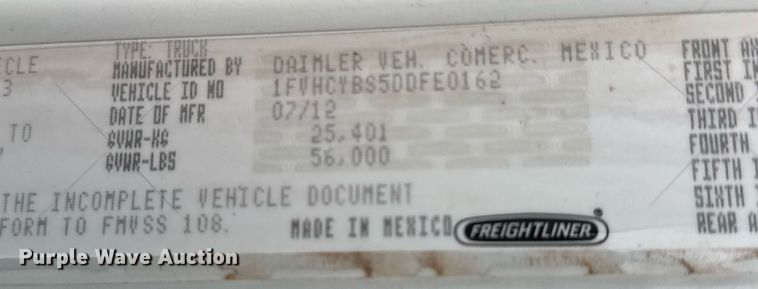 TYPE: TRUCK
ICLE MANUFACTURED BY DAIMLER VEH. COMERC. MEXICO FRONT AX
3 VEHICLE ID NO 1FVHCYBS5DDFE0162 FIRST IN
DATE OF MFR 07/12 SECOND I
TO GVWR-KG 25,401 THIRD I
GVWR-LBS 56,000 FOURTH
FIFTH I
THE INCOMPLETE VEHICLE DOCUMENT SIXTH I
FORM TO FMVSS 108. MADE IN MEXICO FREIGHTLINER® REAR A
Purple Wave Auction